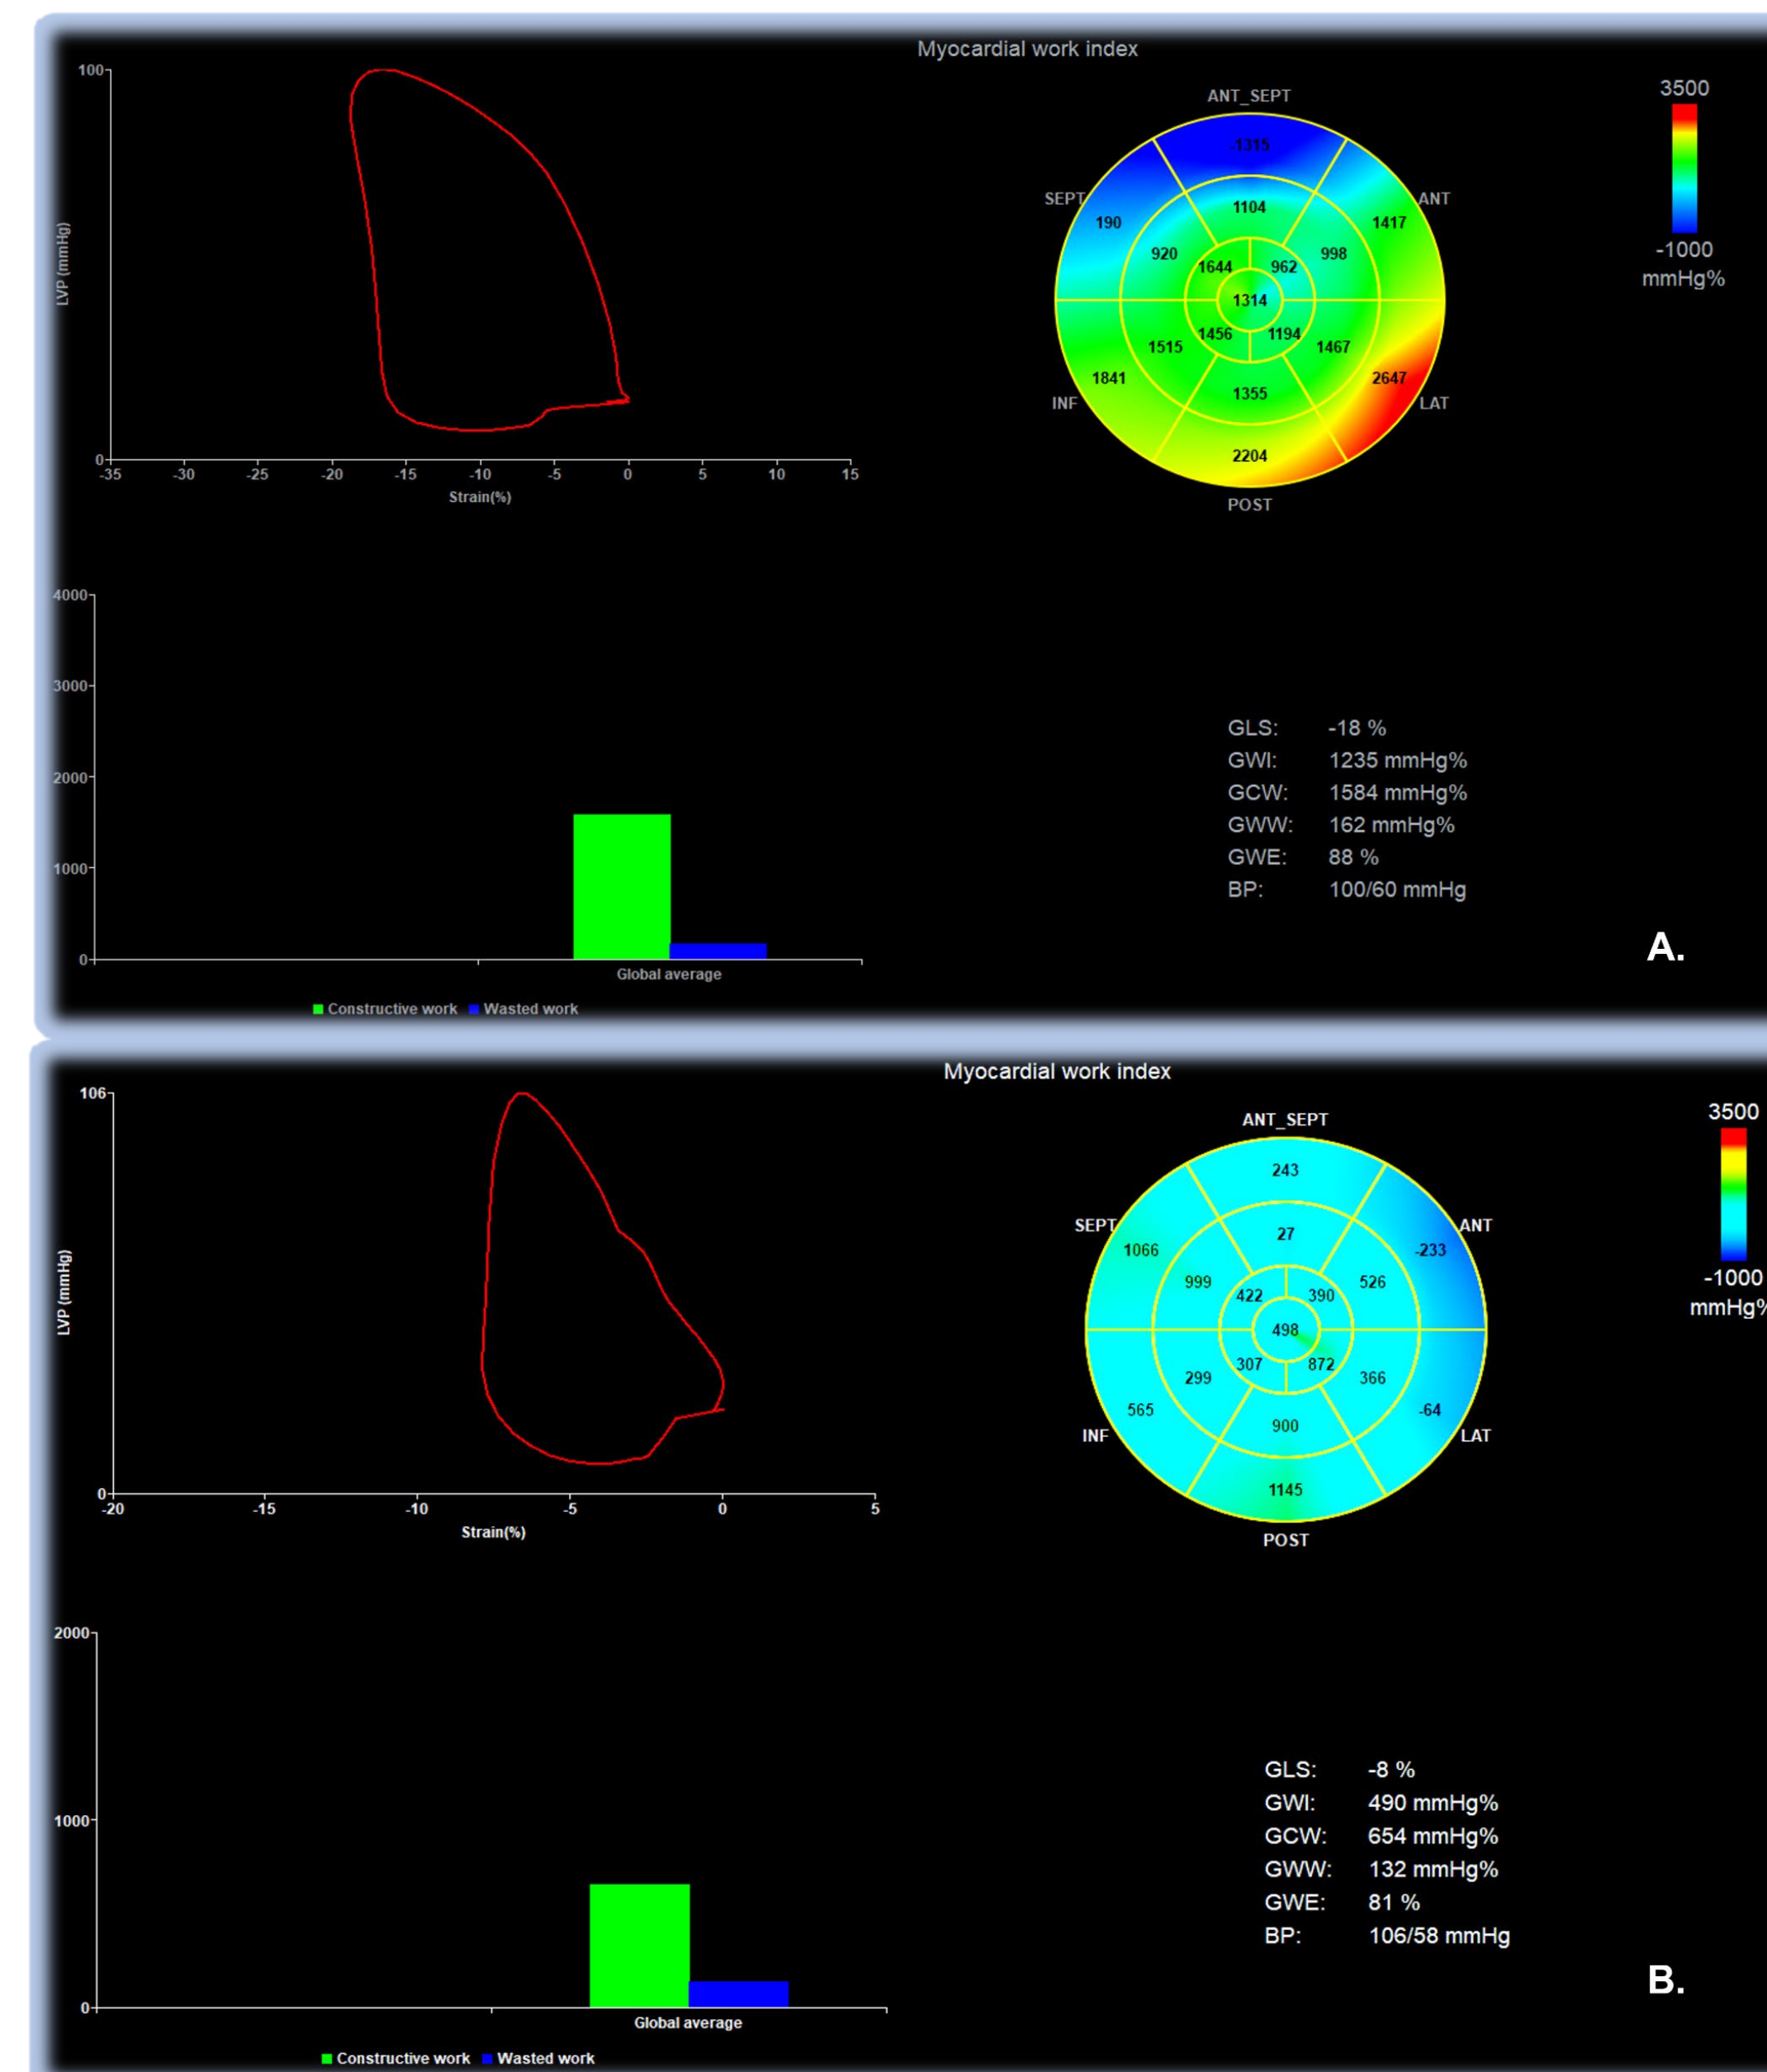 Myocardial work index
100
LVP (mmHg)
0
-35 -30 -25 -20 -15 -10 -5 0 5 10 15
Strain(%)
ANT_SEPT
SEPT
ANT
INF
LAT
POST
-1315
190
1417
1104
920
998
1644
962
1314
1456
1194
1515
1467
1841
2647
1355
2204
3500
-1000
mmHg%
4000
3000
2000
1000
0
Global average
Constructive work Wasted work
GLS: -18 %
GWI: 1235 mmHg%
GCW: 1584 mmHg%
GWW: 162 mmHg%
GWE: 88 %
BP: 100/60 mmHg
A.
Myocardial work index
106
LVP (mmHg)
0
-20 -15 -10 -5 0 5
Strain(%)
ANT_SEPT
SEPT
ANT
INF
LAT
POST
243
1066
-233
27
999
526
422
390
498
307
872
299
366
565
-64
900
1145
3500
-1000
mmHg%
2000
1000
0
Global average
Constructive work Wasted work
GLS: -8 %
GWI: 490 mmHg%
GCW: 654 mmHg%
GWW: 132 mmHg%
GWE: 81 %
BP: 106/58 mmHg
B.